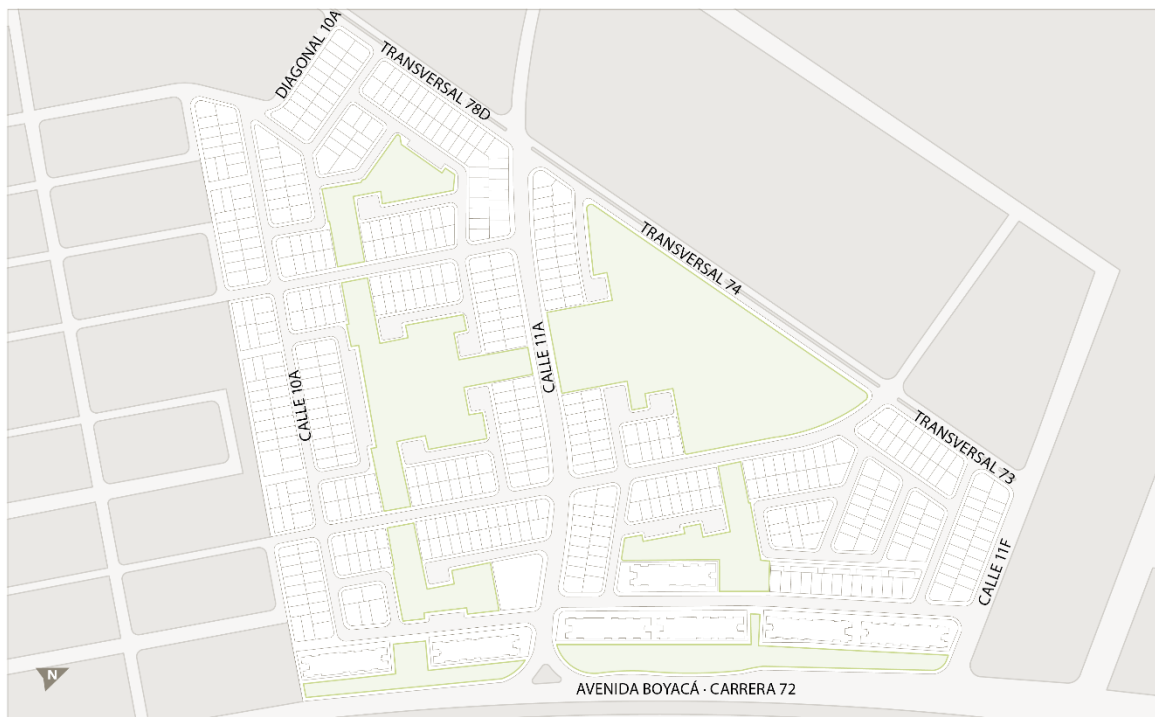 DIAGONAL 10A
TRANSVERSAL 78D
TRANSVERSAL 74
CALLE 11A
CALLE 10A
TRANSVERSAL 73
CALLE 11F
N
AVENIDA BOYACÁ · CARRERA 72